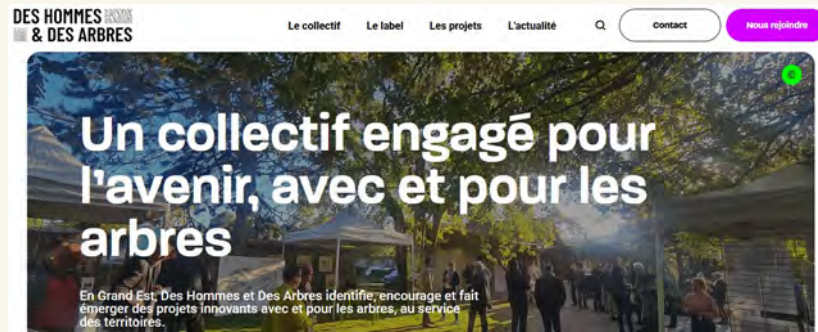 DES HOMMES
& DES ARBRES
Le collectif Le label Les projets L'actualité Contact Nous rejoindre
©
Un collectif engagé pour
l'avenir, avec et pour les
arbres
En Grand Est, Des Hommes et Des Arbres identifie, encourage et fait
émerger des projets innovants avec et pour les arbres, au service
des territoires.